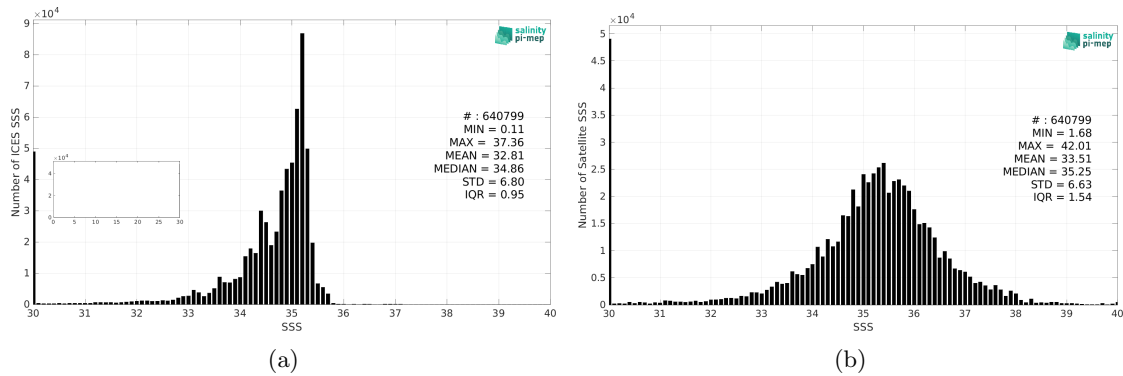 ×10⁴
9
8
7
6
5
4
3
2
1
0
Number of ICES SSS
salinity
pi-mep
# : 640799
MIN = 0.11
MAX = 37.36
MEAN = 32.81
MEDIAN = 34.86
STD = 6.80
IQR = 0.95
×10⁴
4
2
0
0 5 10 15 20 25 30
30 31 32 33 34 35 36 37 38 39 40
SSS
(a)
×10⁴
5
4.5
4
3.5
3
2.5
2
1.5
1
0.5
0
Number of Satellite SSS
salinity
pi-mep
# : 640799
MIN = 1.68
MAX = 42.01
MEAN = 33.51
MEDIAN = 35.25
STD = 6.63
IQR = 1.54
30 31 32 33 34 35 36 37 38 39 40
SSS
(b)